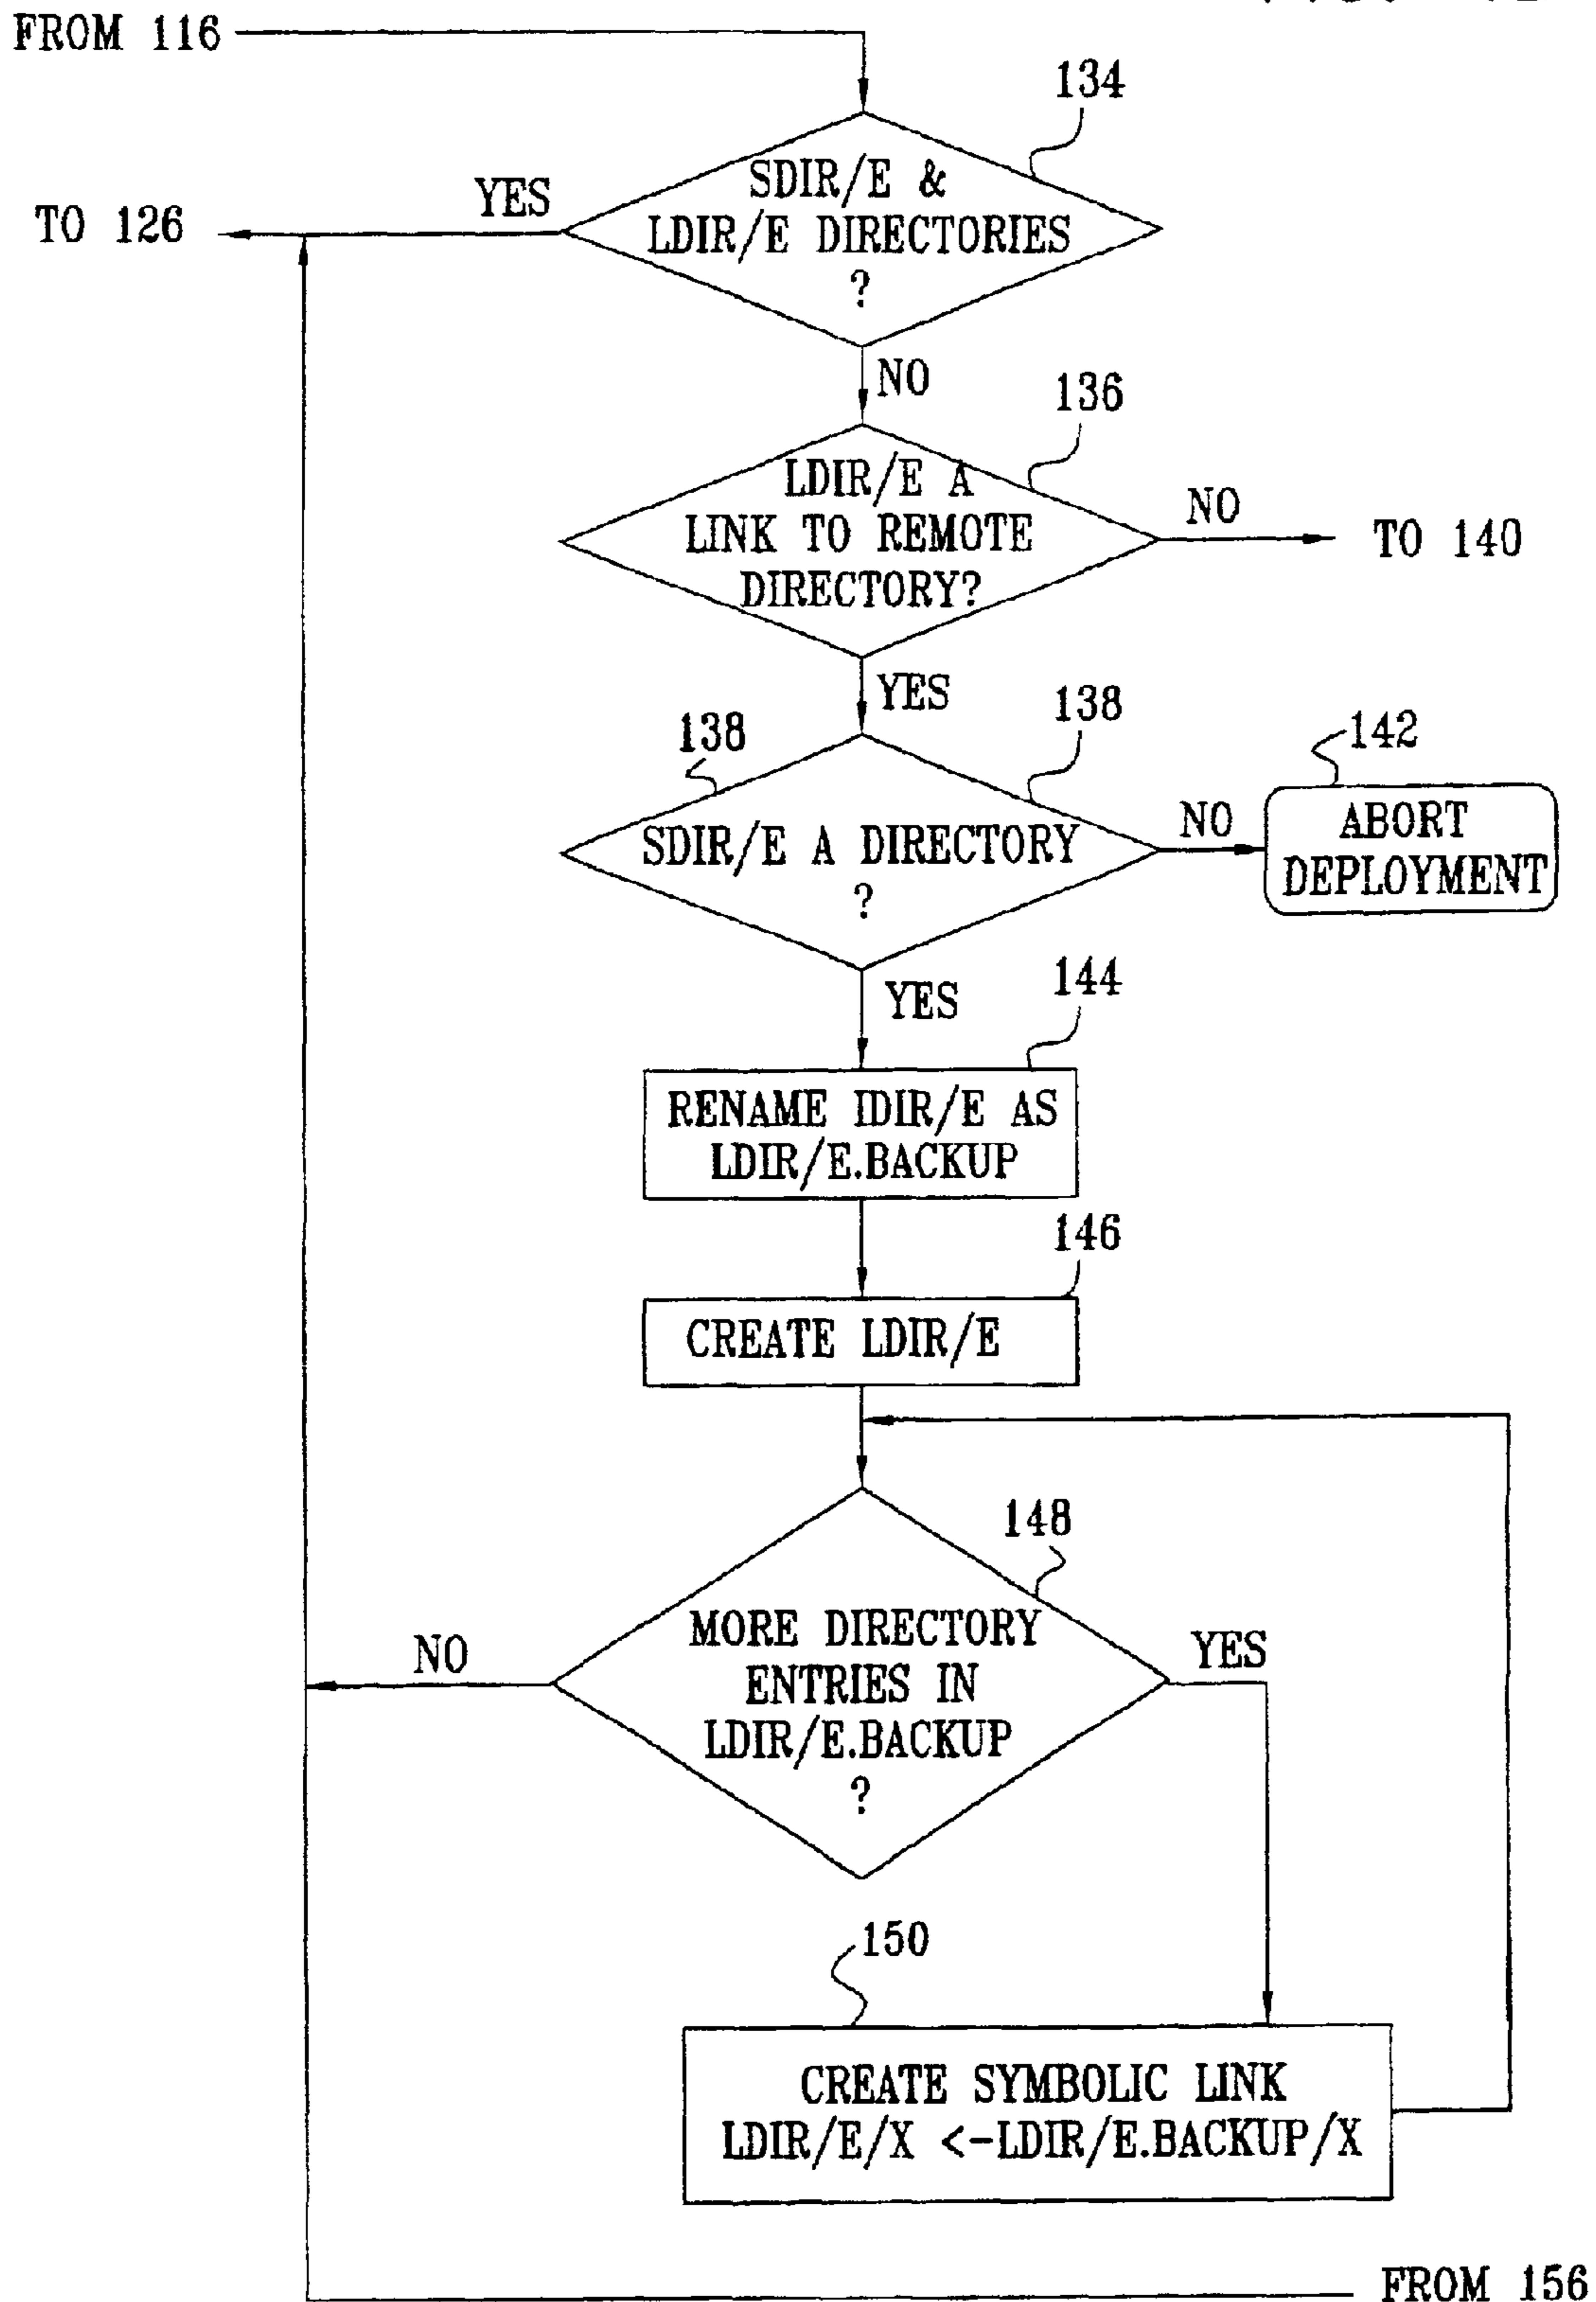 FROM 116
134
SDIR/E &
LDIR/E DIRECTORIES
?
YES
TO 126
NO
136
LDIR/E A
LINK TO REMOTE
DIRECTORY?
NO
TO 140
YES
138
138
SDIR/E A DIRECTORY
?
NO
142
ABORT
DEPLOYMENT
YES
144
RENAME IDIR/E AS
LDIR/E.BACKUP
146
CREATE LDIR/E
148
MORE DIRECTORY
ENTRIES IN
LDIR/E.BACKUP
?
NO
YES
150
CREATE SYMBOLIC LINK
LDIR/E/X <-LDIR/E.BACKUP/X
FROM 156